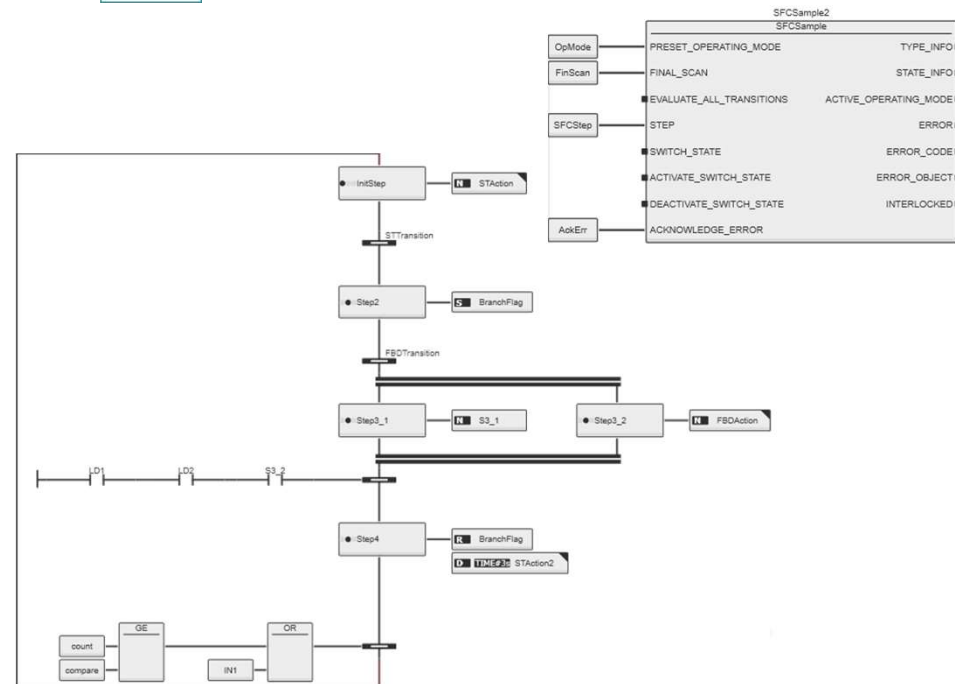 SFCSample2
SFCSample
OpMode PRESET_OPERATING_MODE TYPE_INFO
FinScan FINAL_SCAN STATE_INFO
EVALUATE_ALL_TRANSITIONS ACTIVE_OPERATING_MODE
SFCStep STEP ERROR
SWITCH_STATE ERROR_CODE
ACTIVATE_SWITCH_STATE ERROR_OBJECT
DEACTIVATE_SWITCH_STATE INTERLOCKED
AckErr ACKNOWLEDGE_ERROR
InitStep N STAction
STTransition
Step2 S BranchFlag
FBDTransition
Step3_1 N S3_1 Step3_2 N FBDAction
LD1 LD2 S3_2
Step4 R BranchFlag
D TIME#3s STAction2
GE OR
count
compare IN1